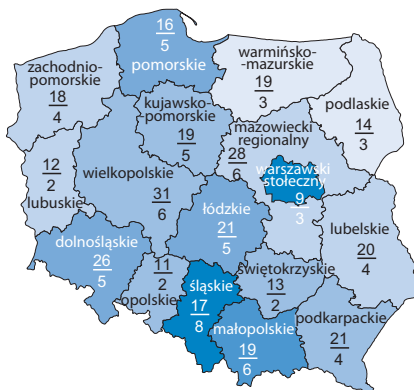 16
5
pomorskie
warmińsko-
mazurskie
19
3
zachodnio-
pomorskie
18
4
podlaskie
14
3
kujawsko-
pomorskie
19
5
mazowiecki
regionalny
28
6
warszawski
stołeczny
9
3
12
2
lubuskie
wielkopolskie
31
6
łódzkie
21
5
lubelskie
20
4
dolnośląskie
26
5
11
2
opolskie
śląskie
17
8
świętokrzyskie
13
2
małopolskie
19
6
podkarpackie
21
4